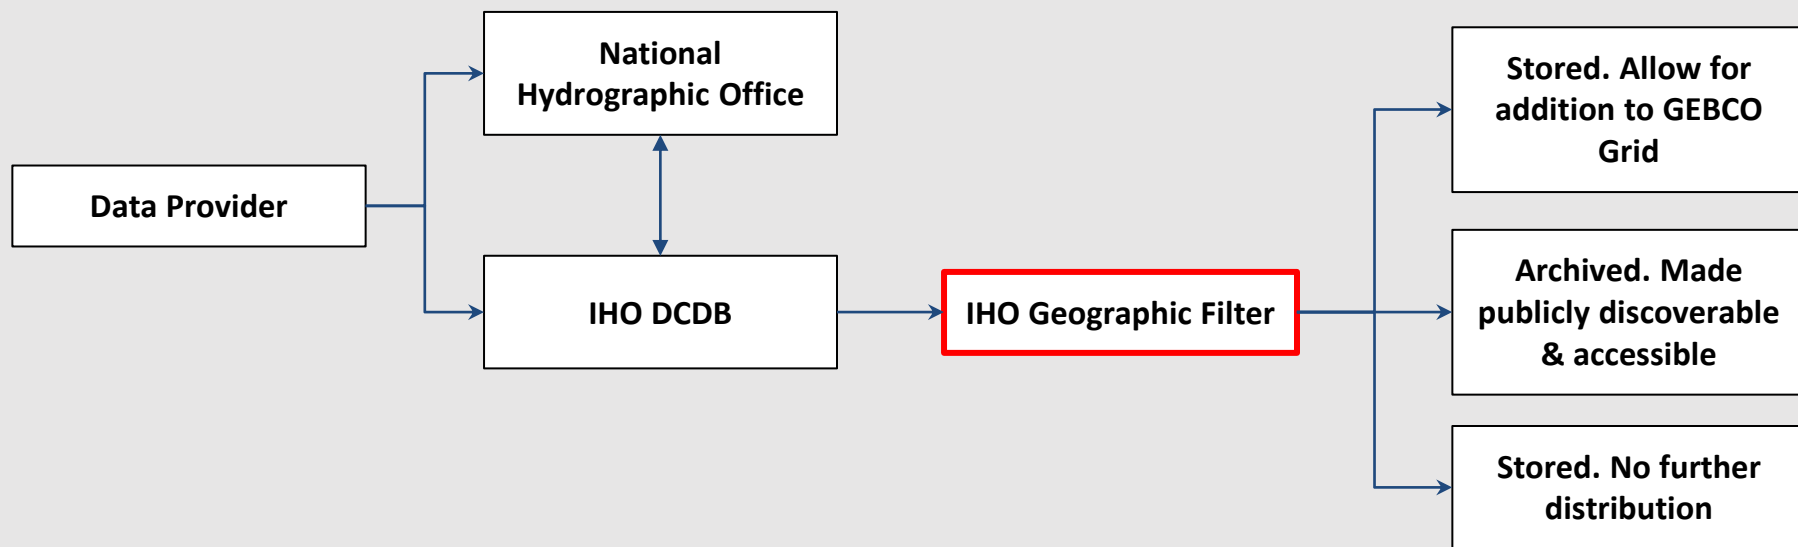 National
Hydrographic Office
Data Provider
IHO DCDB
IHO Geographic Filter
Stored. Allow for
addition to GEBCO
Grid
Archived. Made
publicly discoverable
& accessible
Stored. No further
distribution